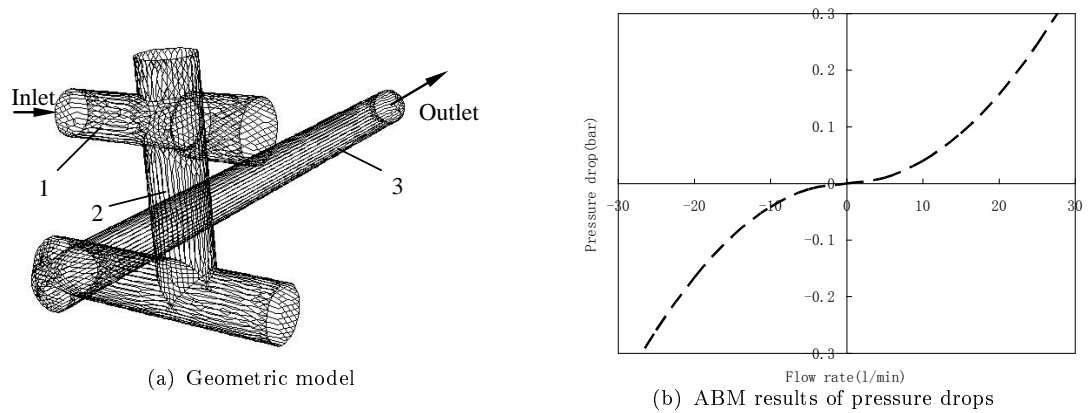 Inlet
Outlet
1
2
3
(a) Geometric model
0.3
0.2
0.1
0
-30
-20
-10
0
10
20
30
-0.1
-0.2
0.3
Pressure drop(bar)
Flow rate(l/min)
(b) ABM results of pressure drops